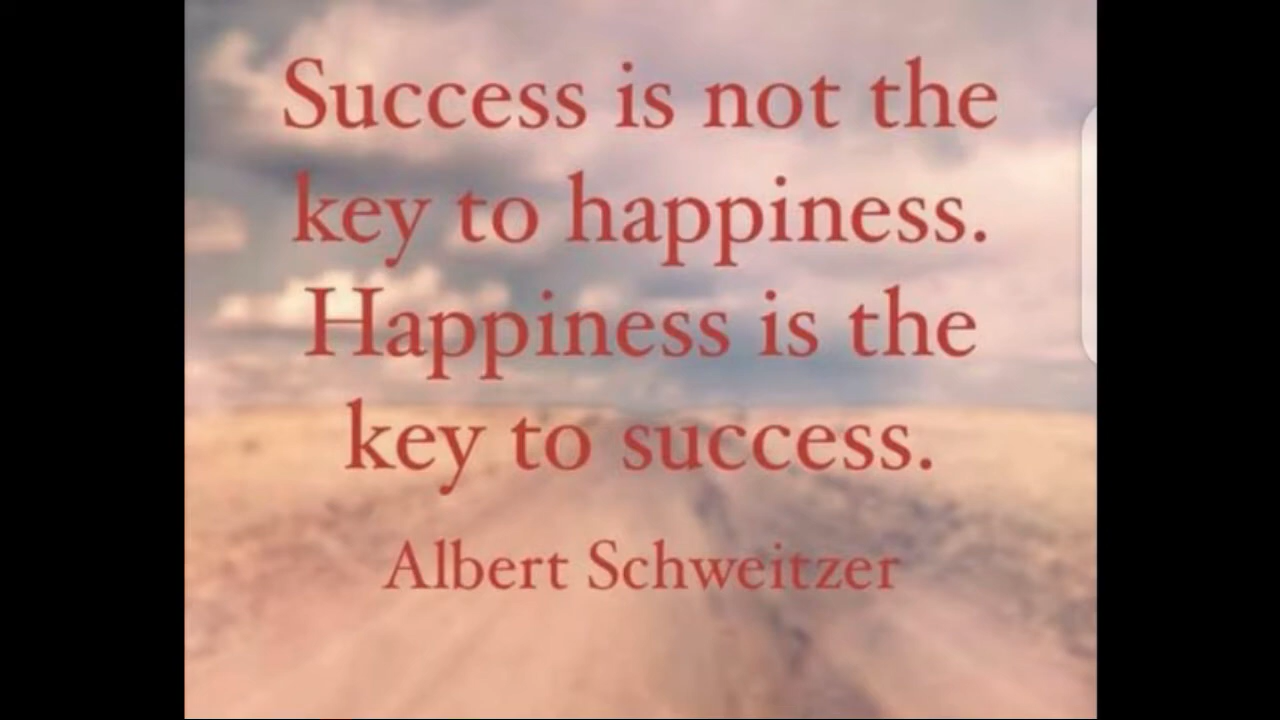 Success is not the
key to happiness.
Happiness is the
key to success.
Albert Schweitzer